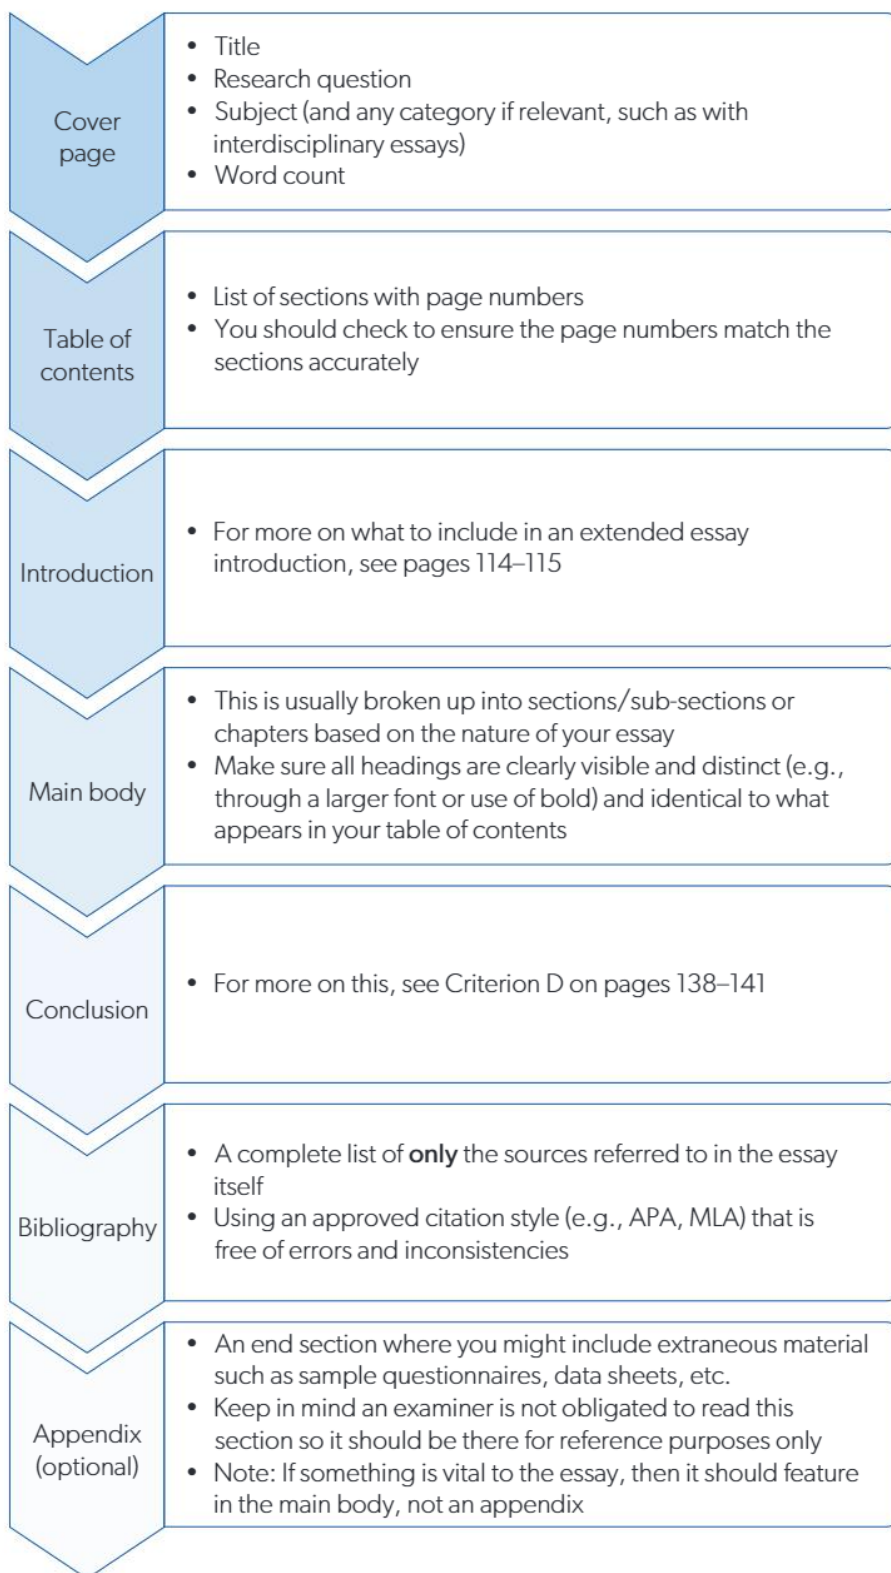 Cover
page
• Title
• Research question
• Subject (and any category if relevant, such as with
interdisciplinary essays)
• Word count
Table of
contents
• List of sections with page numbers
• You should check to ensure the page numbers match the
sections accurately
Introduction
• For more on what to include in an extended essay
introduction, see pages 114–115
Main body
• This is usually broken up into sections/sub-sections or
chapters based on the nature of your essay
• Make sure all headings are clearly visible and distinct (e.g.,
through a larger font or use of bold) and identical to what
appears in your table of contents
Conclusion
• For more on this, see Criterion D on pages 138–141
Bibliography
• A complete list of only the sources referred to in the essay
itself
• Using an approved citation style (e.g., APA, MLA) that is
free of errors and inconsistencies
Appendix
(optional)
• An end section where you might include extraneous material
such as sample questionnaires, data sheets, etc.
• Keep in mind an examiner is not obligated to read this
section so it should be there for reference purposes only
• Note: If something is vital to the essay, then it should feature
in the main body, not an appendix